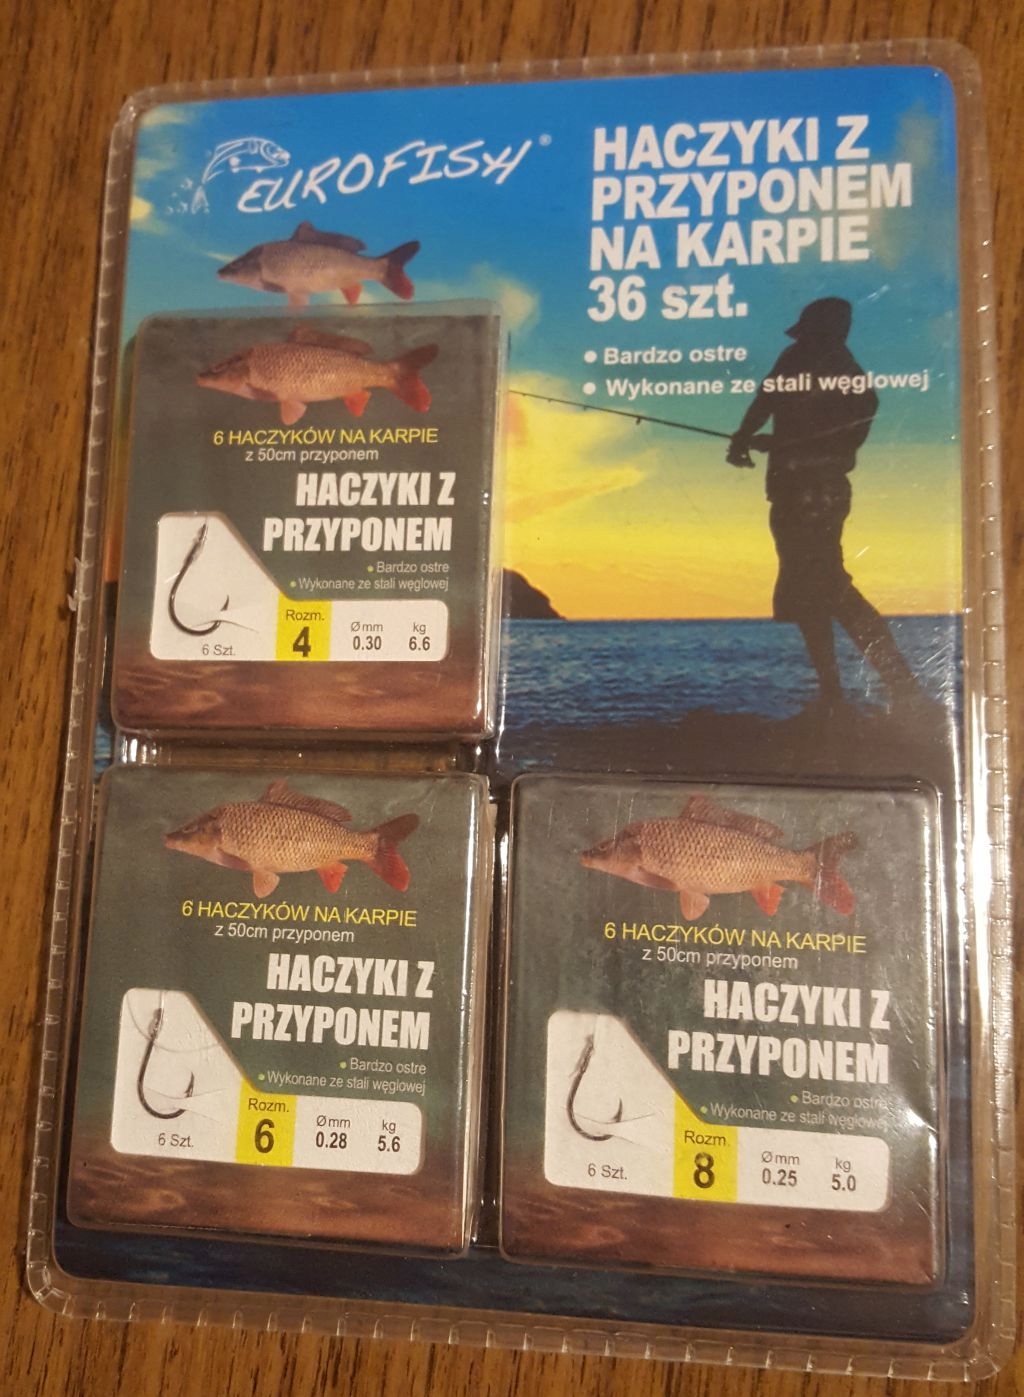 EUROFISH®
HACZYKI Z
PRZYPONEM
NA KARPIE
36 szt.
• Bardzo ostre
• Wykonane ze stali węglowej
6 HACZYKÓW NA KARPIE
z 50cm przyponem
HACZYKI Z
PRZYPONEM
• Bardzo ostre
• Wykonane ze stali węglowej
6 Szt.
Rozm.
4
Ø mm
0.30
kg
6.6
6 HACZYKÓW NA KARPIE
z 50cm przyponem
HACZYKI Z
PRZYPONEM
• Bardzo ostre
• Wykonane ze stali węglowej
6 Szt.
Rozm.
6
Ø mm
0.28
kg
5.6
6 HACZYKÓW NA KARPIE
z 50cm przyponem
HACZYKI Z
PRZYPONEM
• Bardzo ostre
• Wykonane ze stali węglowej
6 Szt.
Rozm.
8
Ø mm
0.25
kg
5.0